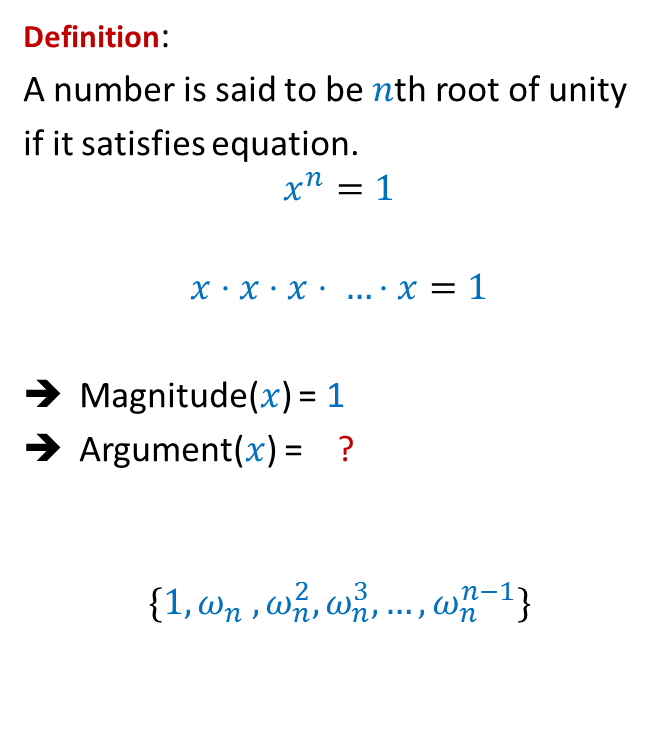 Definition:
A number is said to be nth root of unity
if it satisfies equation.
xⁿ = 1
x · x · x · … · x = 1
➔ Magnitude(x) = 1
➔ Argument(x) = ?
{1, ωₙ , ωₙ², ωₙ³, …, ωₙⁿ⁻¹}